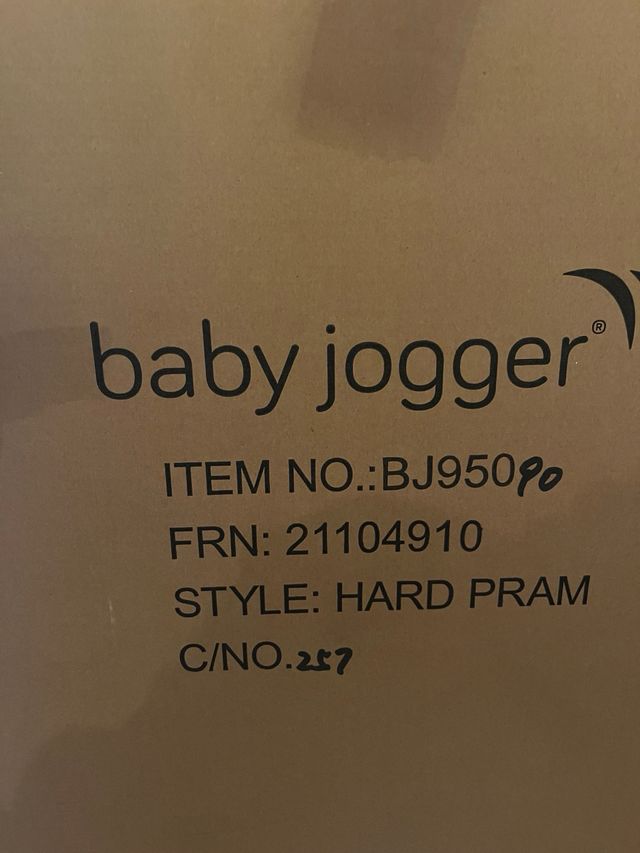 baby jogger®
ITEM NO.:BJ95090
FRN: 21104910
STYLE: HARD PRAM
C/NO.257